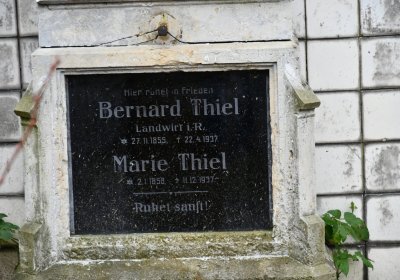 Hier ruhet in Frieden
Bernard Thiel
Landwirt i.R.
* 27.11.1855. † 22.4.1937
Marie Thiel
* 2.1.1858. † 11.12.1937
Ruhet sanft!